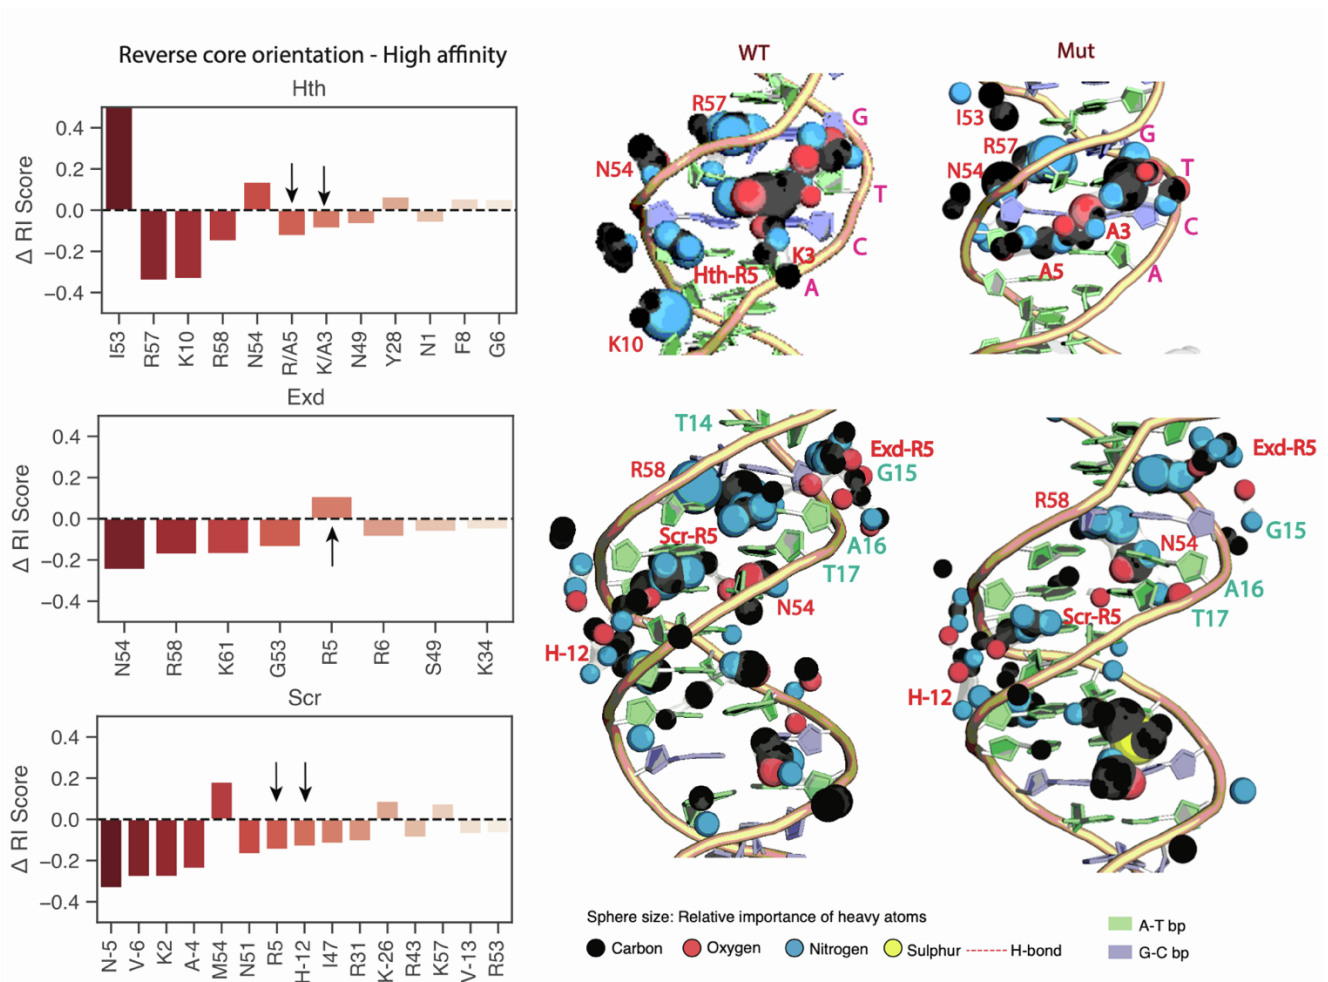 Reverse core orientation - High affinity
Hth
Δ RI Score
0.4
0.2
0.0
−0.2
−0.4
I53
R57
K10
R58
N54
R/A5
K/A3
N49
Y28
N1
F8
G6
Exd
Δ RI Score
0.4
0.2
0.0
−0.2
−0.4
N54
R58
K61
G53
R5
R6
S49
K34
Scr
Δ RI Score
0.4
0.2
0.0
−0.2
−0.4
N-5
V-6
K2
A-4
M54
N51
R5
H-12
I47
R31
K-26
R43
K57
V-13
R53
WT
R57
G
N54
T
C
K3
Hth-R5
A
K10
Mut
I53
R57
G
N54
T
C
A3
A5
A
T14
Exd-R5
R58
G15
Scr-R5
A16
T17
N54
H-12
Exd-R5
R58
G15
N54
A16
Scr-R5
T17
H-12
Sphere size: Relative importance of heavy atoms
Carbon Oxygen Nitrogen Sulphur H-bond
A-T bp
G-C bp